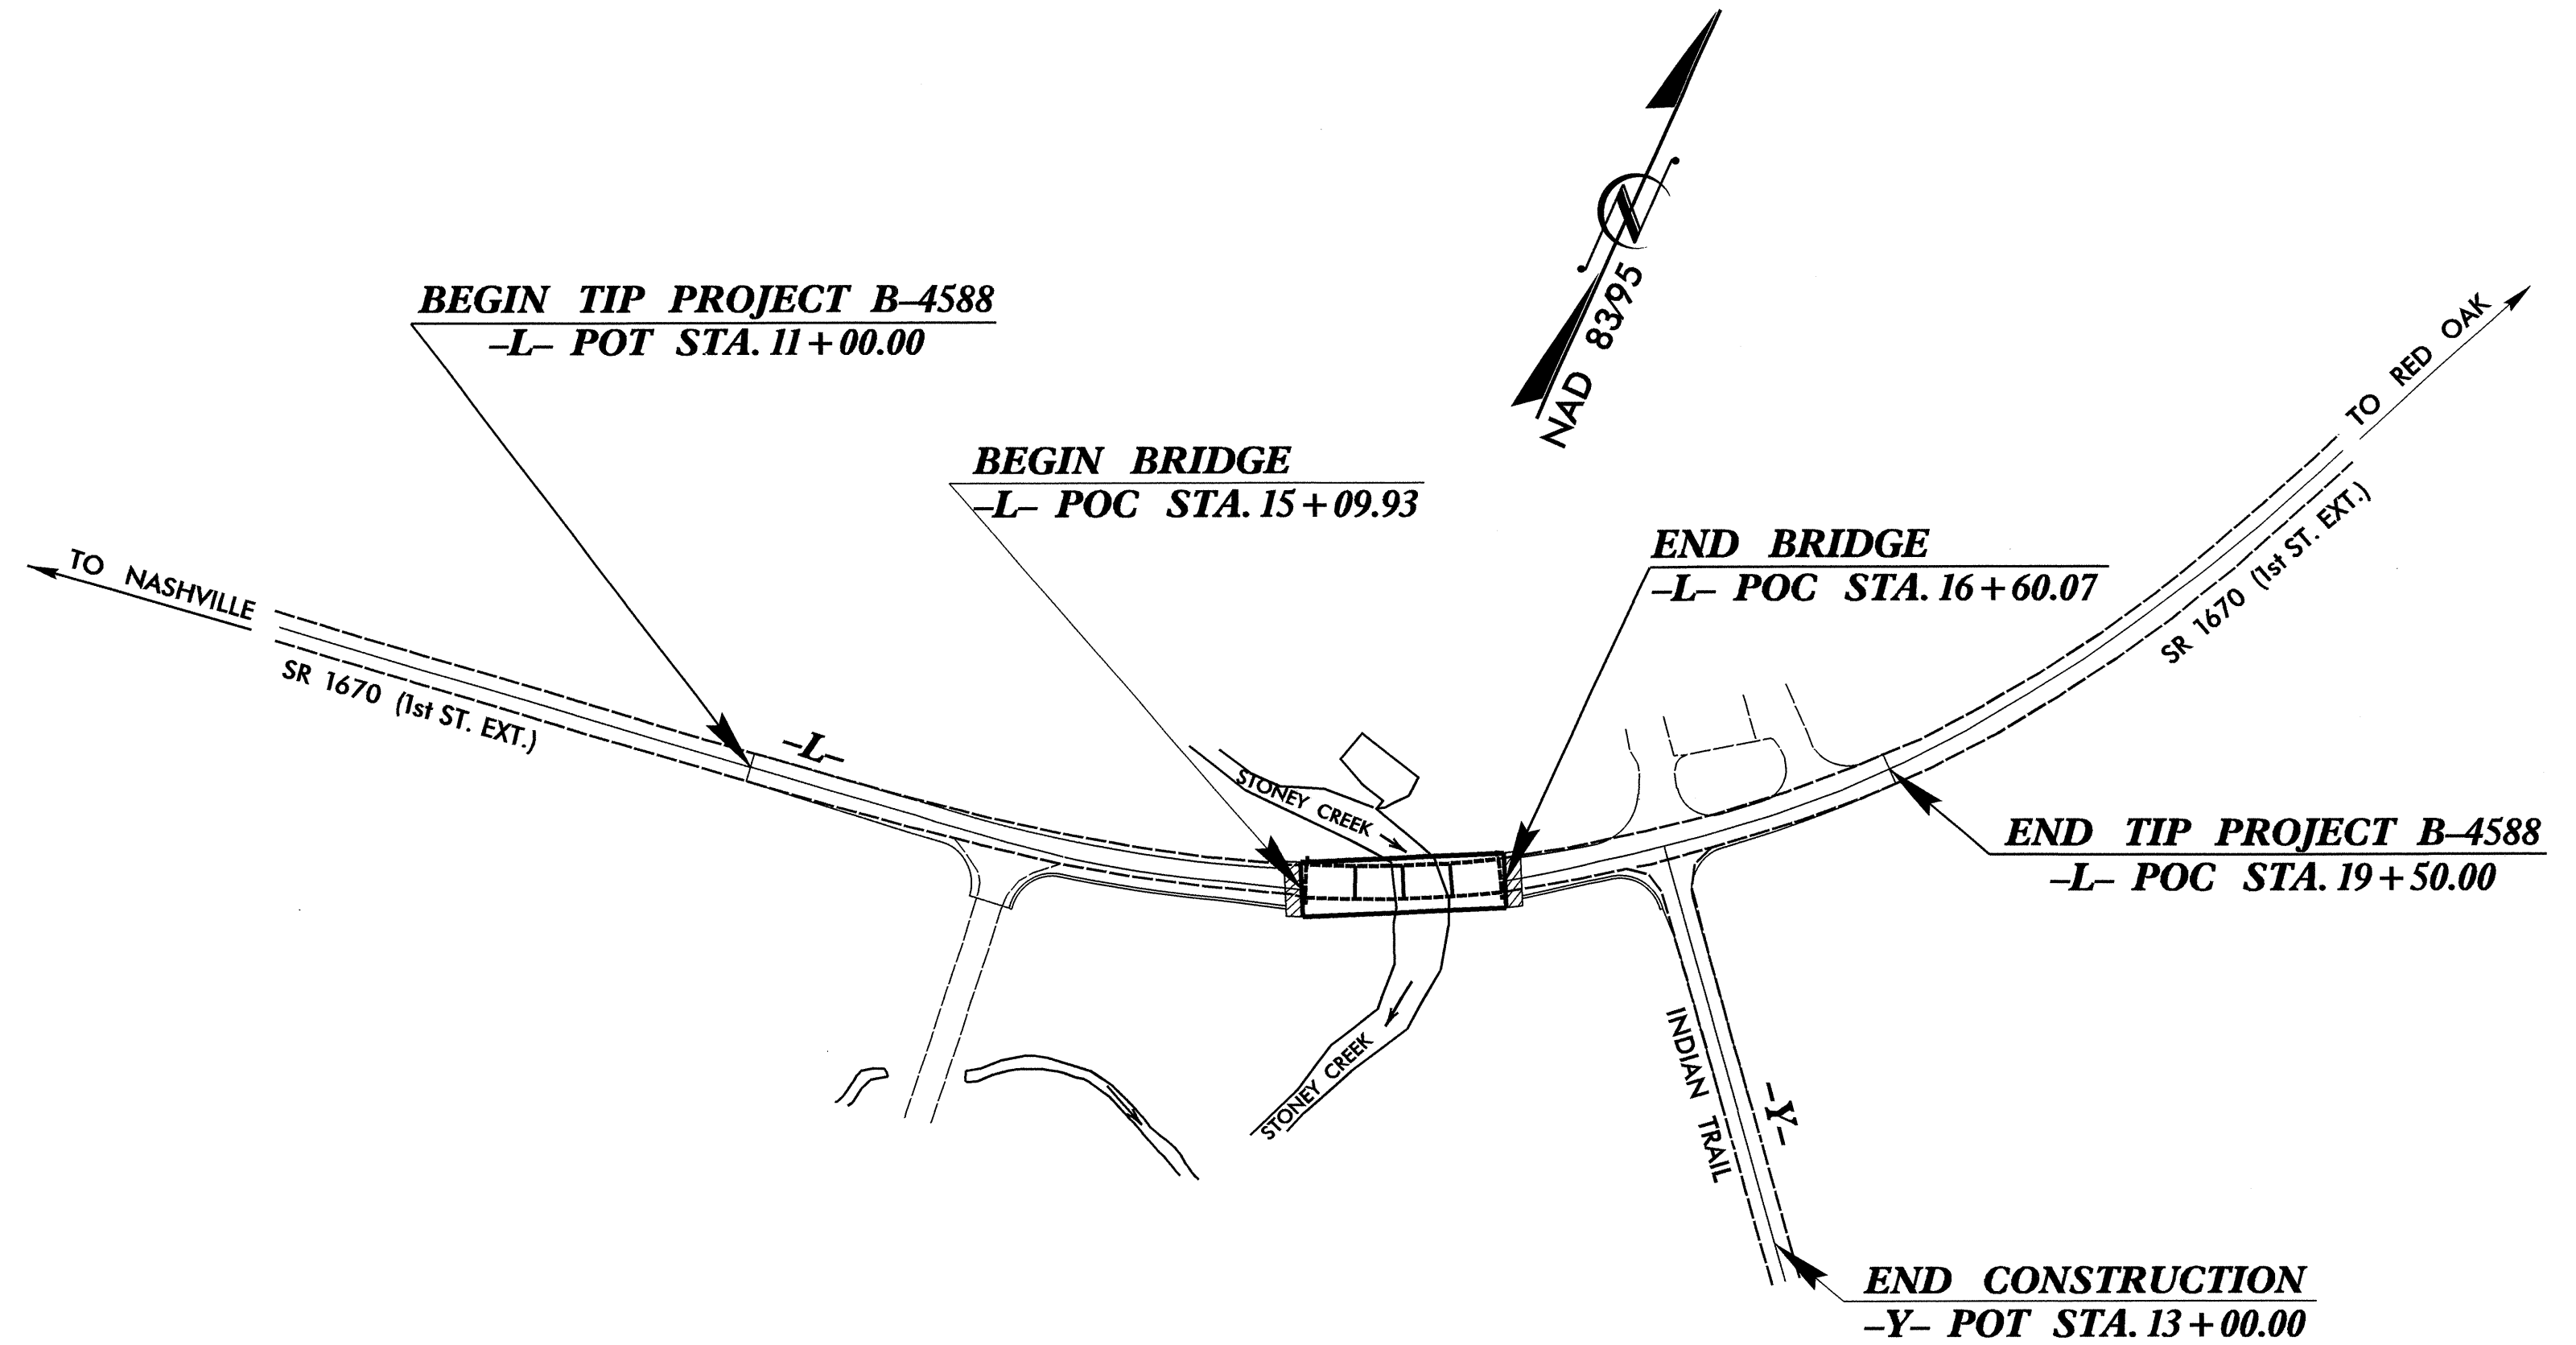 N
NAD 83/95
BEGIN TIP PROJECT B-4588
-L- POT STA. 11+00.00
BEGIN BRIDGE
-L- POC STA. 15+09.93
END BRIDGE
-L- POC STA. 16+60.07
TO RED OAK
SR 1670 (1st ST. EXT.)
TO NASHVILLE
SR 1670 (1st ST. EXT.)
-L-
STONEY CREEK
END TIP PROJECT B-4588
-L- POC STA. 19+50.00
STONEY CREEK
INDIAN TRAIL
-Y-
END CONSTRUCTION
-Y- POT STA. 13+00.00